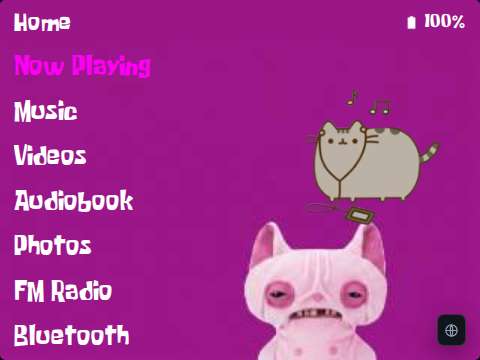 Home
100%
Now Playing
Music
Videos
Audiobook
Photos
FM Radio
Bluetooth